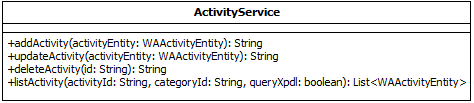 ActivityService
+addActivity(activityEntity: WAActivityEntity): String
+updateActivity(activityEntity: WAActivityEntity): String
+deleteActivity(id: String): String
+listActivity(activityId: String, categoryId: String, queryXpdl: boolean): List<WAActivityEntity>